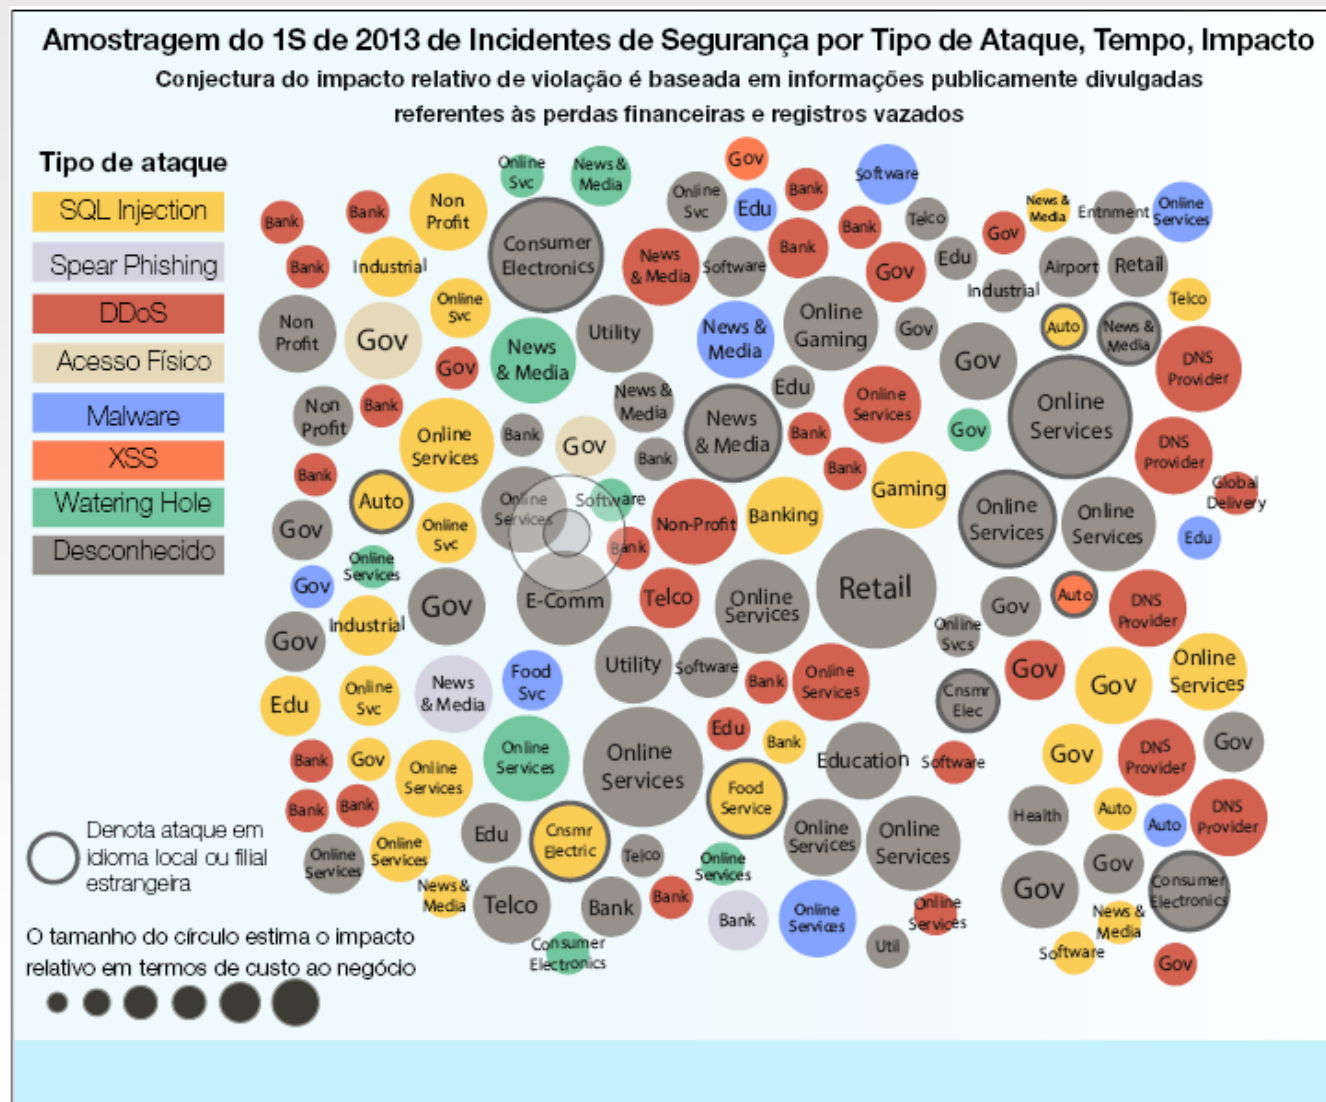 Amostragem do 1S de 2013 de Incidentes de Segurança por Tipo de Ataque, Tempo, Impacto
Conjectura do impacto relativo de violação é baseada em informações publicamente divulgadas
referentes às perdas financeiras e registros vazados
Tipo de ataque
SQL Injection
Spear Phishing
DDoS
Acesso Físico
Malware
XSS
Watering Hole
Desconhecido
Denota ataque em
idioma local ou filial
estrangeira
O tamanho do círculo estima o impacto
relativo em termos de custo ao negócio
Bank
Bank
Non
Profit
Online
Svc
News &
Media
Consumer
Electronics
Bank
Industrial
Online
Svc
Non
Profit
Gov
Gov
News
& Media
Utility
Non
Profit
Bank
Online
Services
Bank
Gov
News &
Media
Bank
Bank
Auto
Online
Svc
Online
Services
Software
Bank
Gov
Online
Services
Gov
Gov
E-Comm
Gov
Industrial
Edu
Online
Svc
News
& Media
Food
Svc
Utility
Bank
Gov
Online
Services
Online
Services
Online
Services
Bank
Bank
Online
Services
Online
Services
Edu
Cnsmr
Electric
Telco
News &
Media
Telco
Bank
Bank
Consumer
Electronics
Gov
Online
Svc
Edu
Bank
Software
News
& Media
Software
Bank
Bank
Telco
Gov
Edu
News &
Media
Online
Gaming
Gov
News
& Media
Edu
Bank
Bank
Online
Services
Non-Profit
Banking
Gaming
Telco
Online
Services
Retail
Software
Bank
Online
Services
Edu
Bank
Education
Software
Food
Service
Online
Services
Online
Services
Online
Services
Bank
Online
Services
Online
Services
Util
Gov
News &
Media
Entnment
Online
Services
Industrial
Airport
Retail
Telco
Auto
News &
Media
Gov
DNS
Provider
Online
Services
Gov
DNS
Provider
Global
Delivery
Online
Services
Online
Services
Edu
Gov
Auto
DNS
Provider
Online
Svcs
Gov
Cnsmr
Elec
Gov
Online
Services
Gov
DNS
Provider
Gov
Health
Auto
Auto
DNS
Provider
Gov
Gov
Consumer
Electronics
News &
Media
Software
Gov